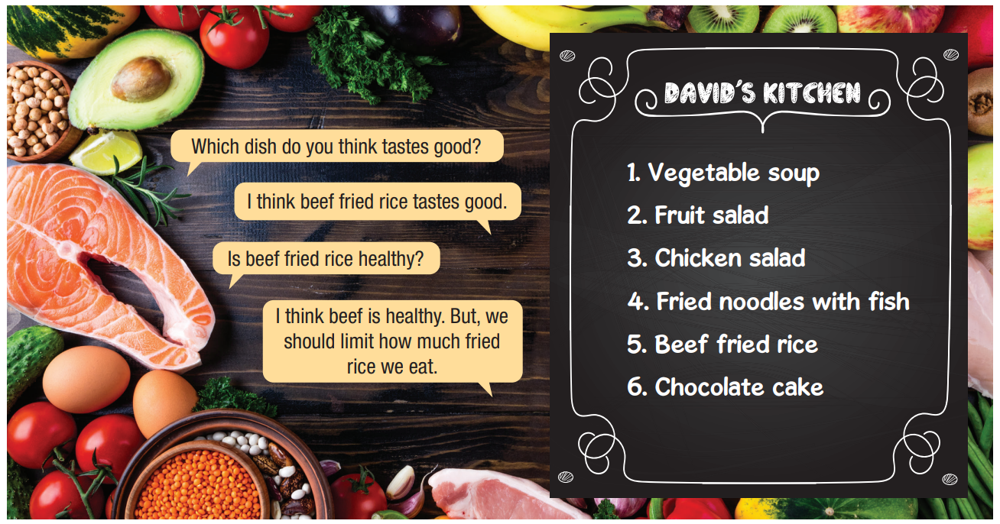 Which dish do you think tastes good?
I think beef fried rice tastes good.
Is beef fried rice healthy?
I think beef is healthy. But, we
should limit how much fried
rice we eat.
DAVID'S KITCHEN
1. Vegetable soup
2. Fruit salad
3. Chicken salad
4. Fried noodles with fish
5. Beef fried rice
6. Chocolate cake